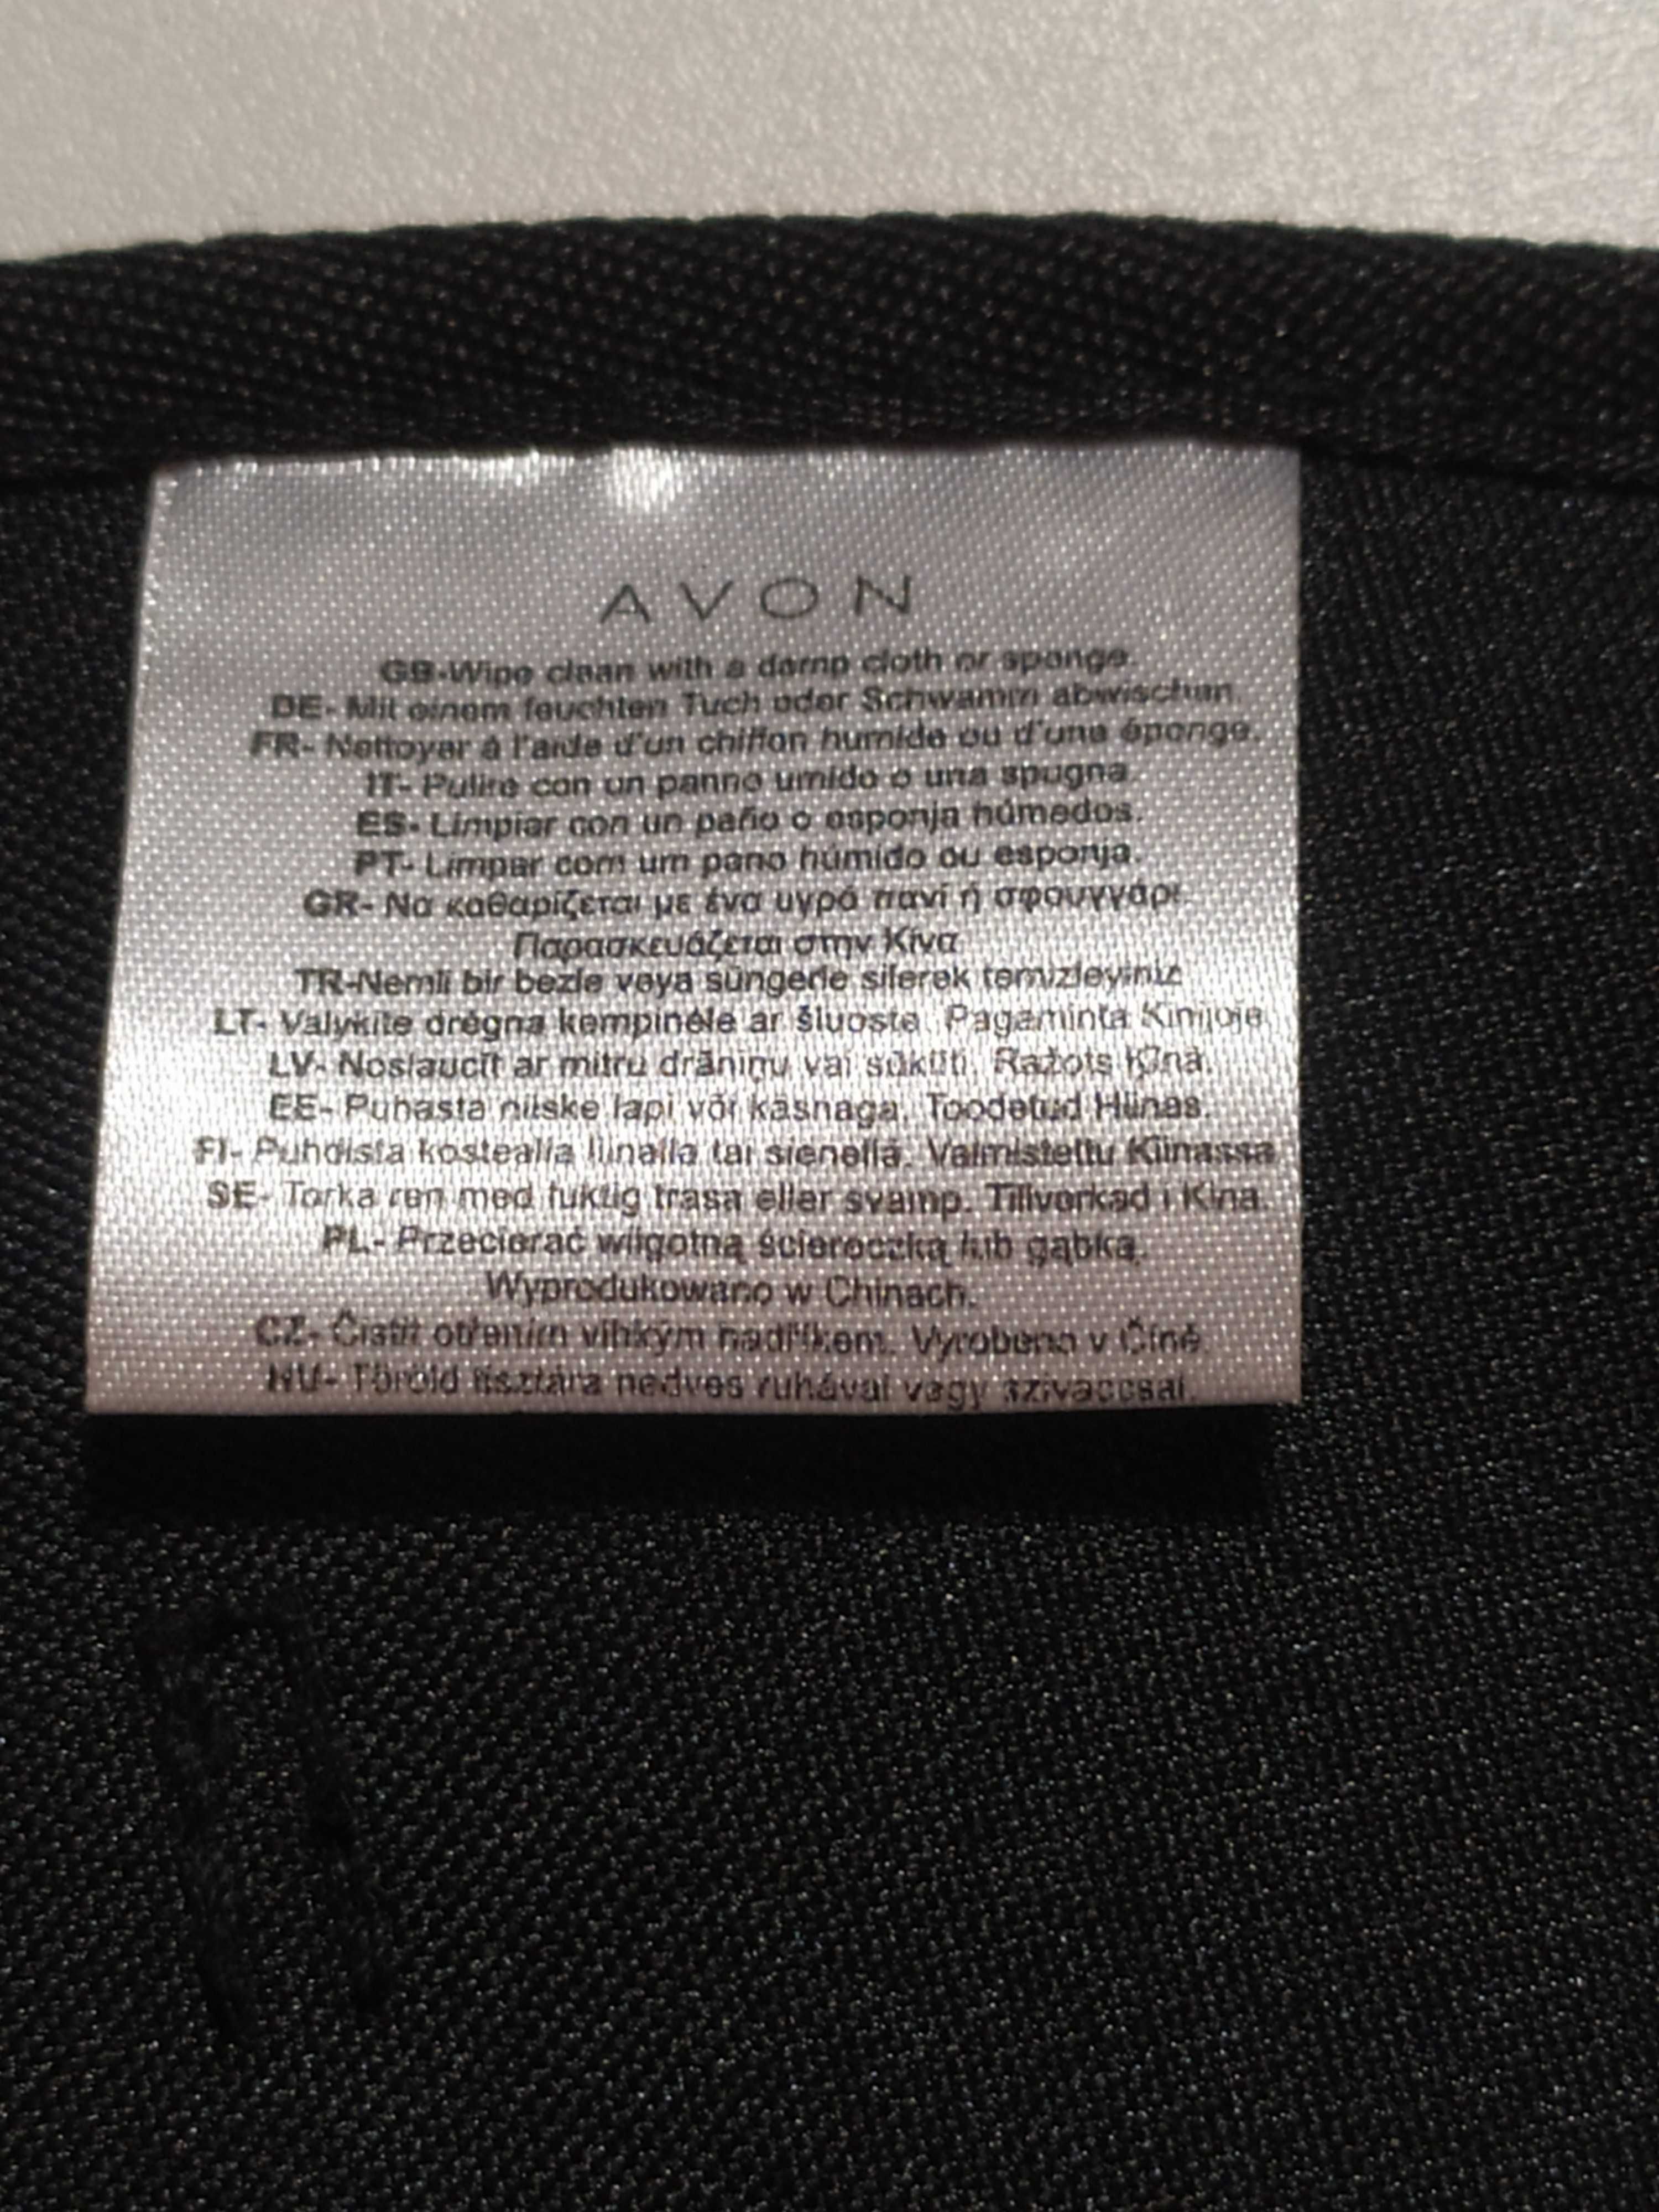 AVON
GB-Wipe clean with a damp cloth or sponge.
DE- Mit einem feuchten Tuch oder Schwamm abwischen.
FR- Nettoyer à l'aide d'un chiffon humide ou d'une éponge.
IT- Pulire con un panno umido o una spugna.
ES- Limpiar con un paño o esponja húmedos.
PT- Limpar com um pano húmido ou esponja.
GR- Να καθαρίζεται με ένα υγρό πανί ή σφουγγάρι.
Παρασκευάζεται στην Κίνα
TR-Nemli bir bezle veya süngerle silerek temizleyiniz
LT- Valykite drėgna kempinėle ar šluoste. Pagaminta Kinijoje.
LV- Noslaucīt ar mitru drāniņu vai sūkli. Ražots Ķīnā.
EE- Puhasta niiske lapi või käsnaga. Toodetud Hiinas.
FI- Puhdista kostealla liinalla tai sienellä. Valmistettu Kiinassa
SE- Torka ren med fuktig trasa eller svamp. Tillverkad i Kina.
PL- Przecierać wilgotną ściereczką lub gąbką.
Wyprodukowano w Chinach.
CZ- Čistit otřením vlhkým hadříkem. Vyrobeno v Číně
HU- Töröld tisztára nedves ruhával vagy szivaccsal.